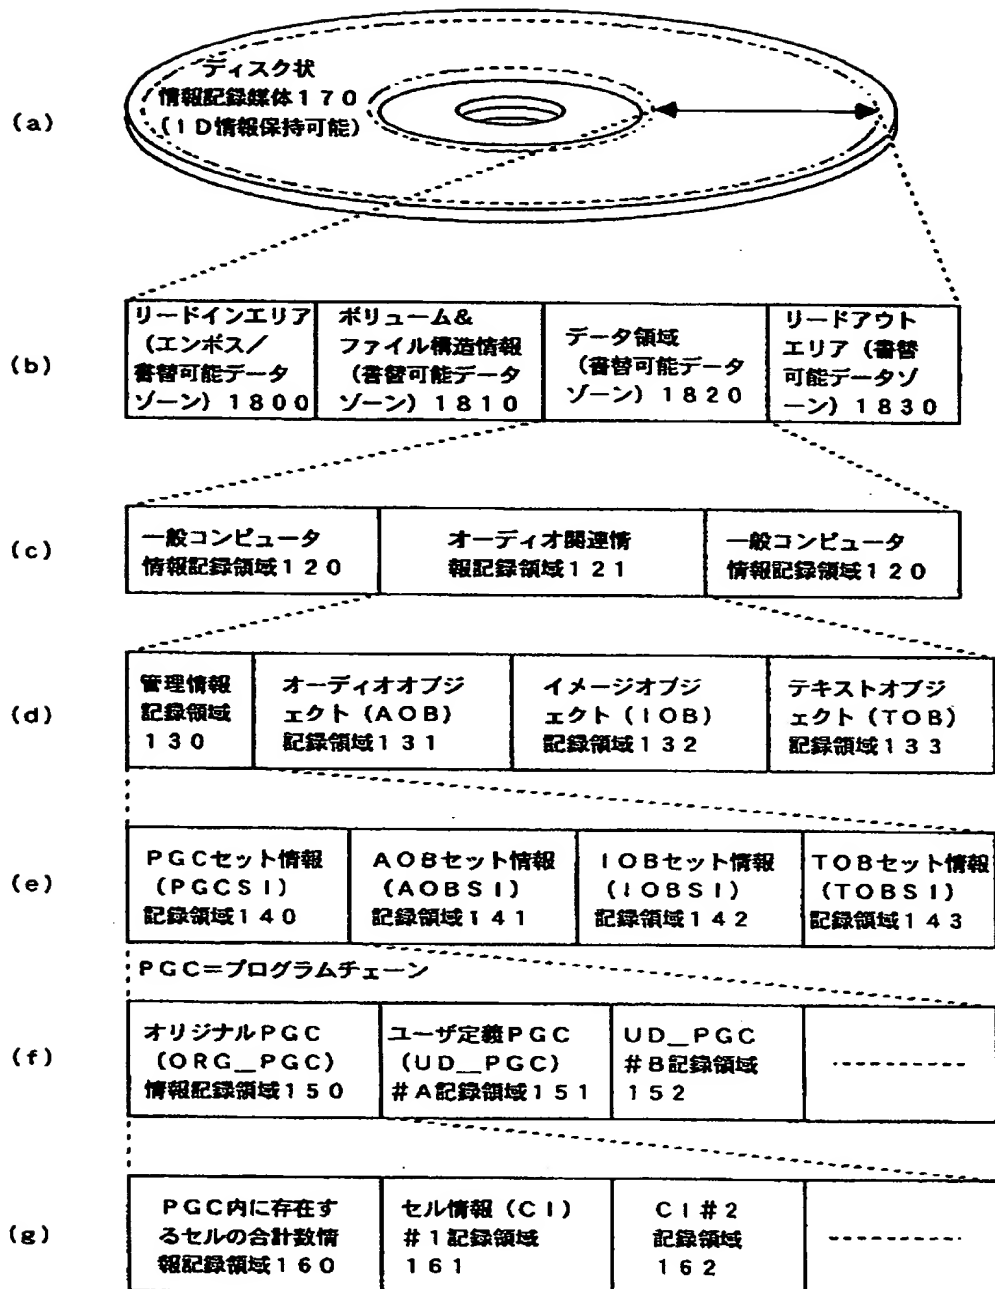 (a)
ディスク状
情報記録媒体170
(ID情報保持可能)
(b)
リードインエリア
(エンボス/
書替可能データ
ゾーン)1800
ボリューム&
ファイル構造情報
(書替可能データ
ゾーン)1810
データ領域
(書替可能データ
ゾーン)1820
リードアウト
エリア(書替
可能データゾ
ーン)1830
(c)
一般コンピュータ
情報記録領域120
オーディオ関連情
報記録領域121
一般コンピュータ
情報記録領域120
(d)
管理情報
記録領域
130
オーディオオブジ
ェクト(AOB)
記録領域131
イメージオブジ
ェクト(IOB)
記録領域132
テキストオブジ
ェクト(TOB)
記録領域133
(e)
PGCセット情報
(PGCSI)
記録領域140
AOBセット情報
(AOBSI)
記録領域141
IOBセット情報
(IOBSI)
記録領域142
TOBセット情報
(TOBSI)
記録領域143
PGC=プログラムチェーン
(f)
オリジナルPGC
(ORG_PGC)
情報記録領域150
ユーザ定義PGC
(UD_PGC)
#A記録領域151
UD_PGC
#B記録領域
152
(g)
PGC内に存在す
るセルの合計数情
報記録領域160
セル情報(CI)
#1記録領域
161
CI#2
記録領域
162